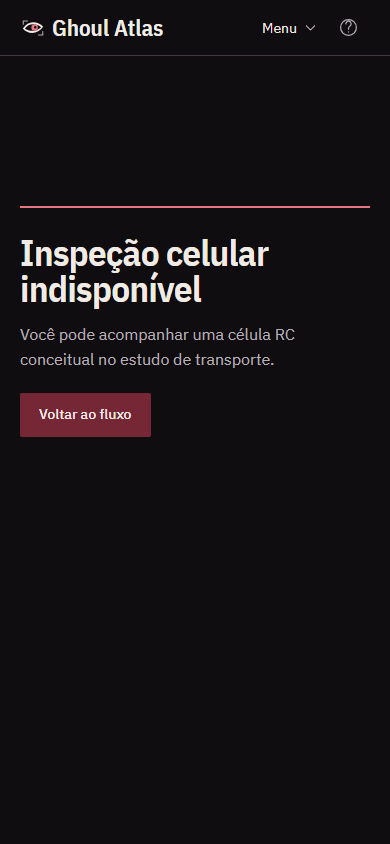 Ghoul Atlas
Menu
Inspeção celular
indisponível
Você pode acompanhar uma célula RC
conceitual no estudo de transporte.
Voltar ao fluxo